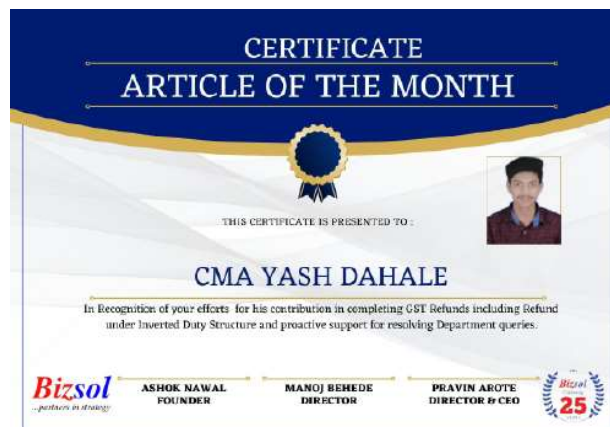 CERTIFICATE
ARTICLE OF THE MONTH
THIS CERTIFICATE IS PRESENTED TO :
CMA YASH DAHALE
In Recognition of your efforts for his contribution in completing GST Refunds including Refund
under Inverted Duty Structure and proactive support for resolving Department queries.
Bizsol
...partners in strategy
ASHOK NAWAL
FOUNDER
MANOJ BEHEDE
DIRECTOR
PRAVIN AROTE
DIRECTOR & CEO
Bizsol
25